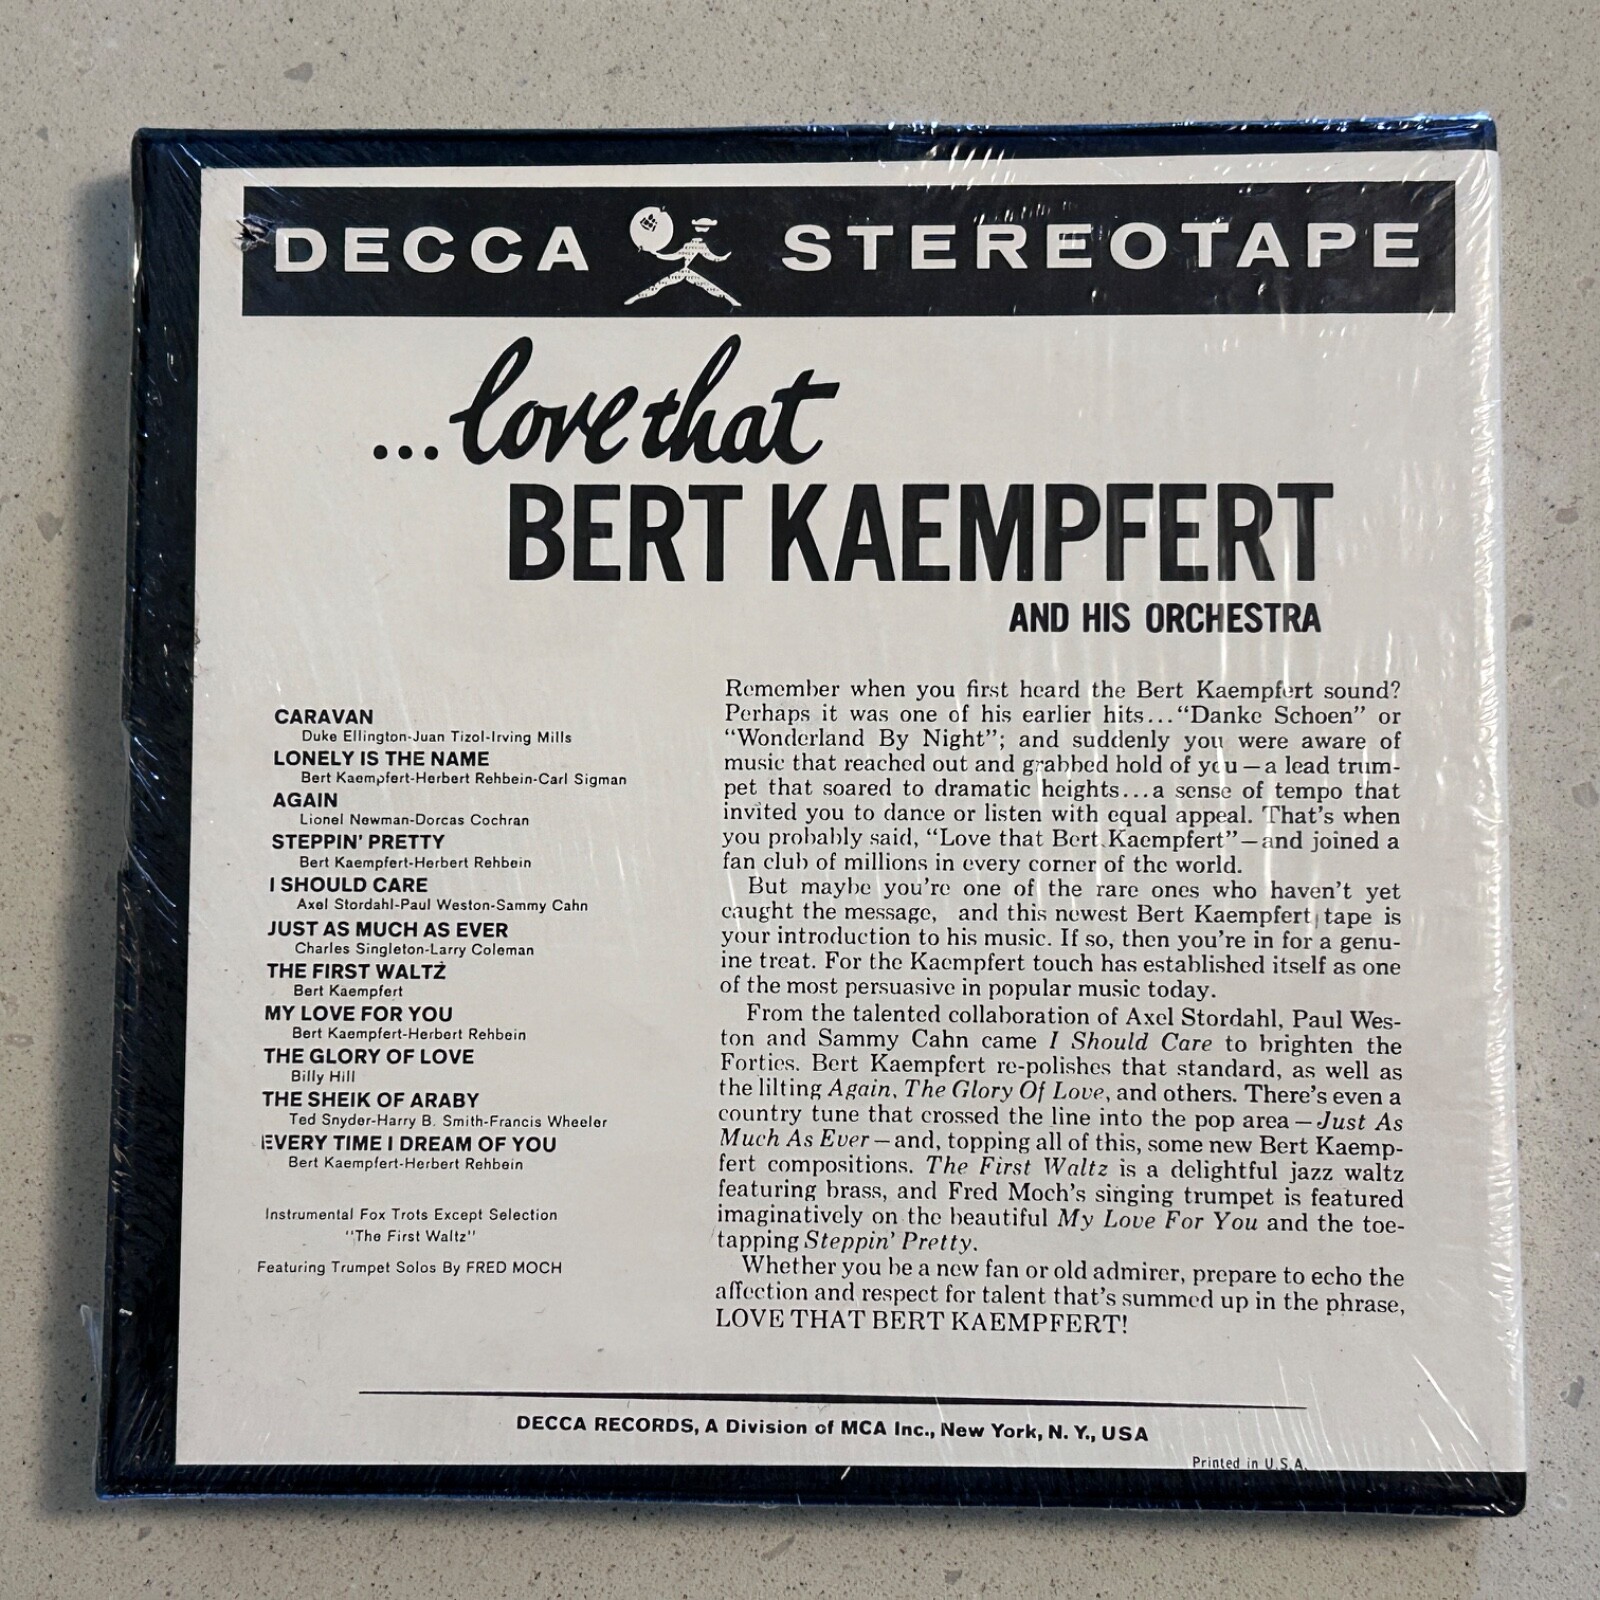 DECCA STEREOTAPE
...love that
BERT KAEMPFERT
AND HIS ORCHESTRA
CARAVAN
Duke Ellington-Juan Tizol-Irving Mills
LONELY IS THE NAME
Bert Kaempfert-Herbert Rehbein-Carl Sigman
AGAIN
Lionel Newman-Dorcas Cochran
STEPPIN' PRETTY
Bert Kaempfert-Herbert Rehbein
I SHOULD CARE
Axel Stordahl-Paul Weston-Sammy Cahn
JUST AS MUCH AS EVER
Charles Singleton-Larry Coleman
THE FIRST WALTZ
Bert Kaempfert
MY LOVE FOR YOU
Bert Kaempfert-Herbert Rehbein
THE GLORY OF LOVE
Billy Hill
THE SHEIK OF ARABY
Ted Snyder-Harry B. Smith-Francis Wheeler
EVERY TIME I DREAM OF YOU
Bert Kaempfert-Herbert Rehbein
Instrumental Fox Trots Except Selection
"The First Waltz"
Featuring Trumpet Solos By FRED MOCH
Remember when you first heard the Bert Kaempfert sound?
Perhaps it was one of his earlier hits..."Danke Schoen" or
"Wonderland By Night"; and suddenly you were aware of
music that reached out and grabbed hold of you—a lead trum-
pet that soared to dramatic heights...a sense of tempo that
invited you to dance or listen with equal appeal. That's when
you probably said, "Love that Bert Kaempfert"—and joined a
fan club of millions in every corner of the world.
But maybe you're one of the rare ones who haven't yet
caught the message, and this newest Bert Kaempfert tape is
your introduction to his music. If so, then you're in for a genu-
ine treat. For the Kaempfert touch has established itself as one
of the most persuasive in popular music today.
From the talented collaboration of Axel Stordahl, Paul Wes-
ton and Sammy Cahn came I Should Care to brighten the
Forties. Bert Kaempfert re-polishes that standard, as well as
the lilting Again, The Glory Of Love, and others. There's even a
country tune that crossed the line into the pop area—Just As
Much As Ever—and, topping all of this, some new Bert Kaemp-
fert compositions. The First Waltz is a delightful jazz waltz
featuring brass, and Fred Moch's singing trumpet is featured
imaginatively on the beautiful My Love For You and the toe-
tapping Steppin' Pretty.
Whether you be a new fan or old admirer, prepare to echo the
affection and respect for talent that's summed up in the phrase,
LOVE THAT BERT KAEMPFERT!
DECCA RECORDS, A Division of MCA Inc., New York, N. Y., USA
Printed in U.S.A.